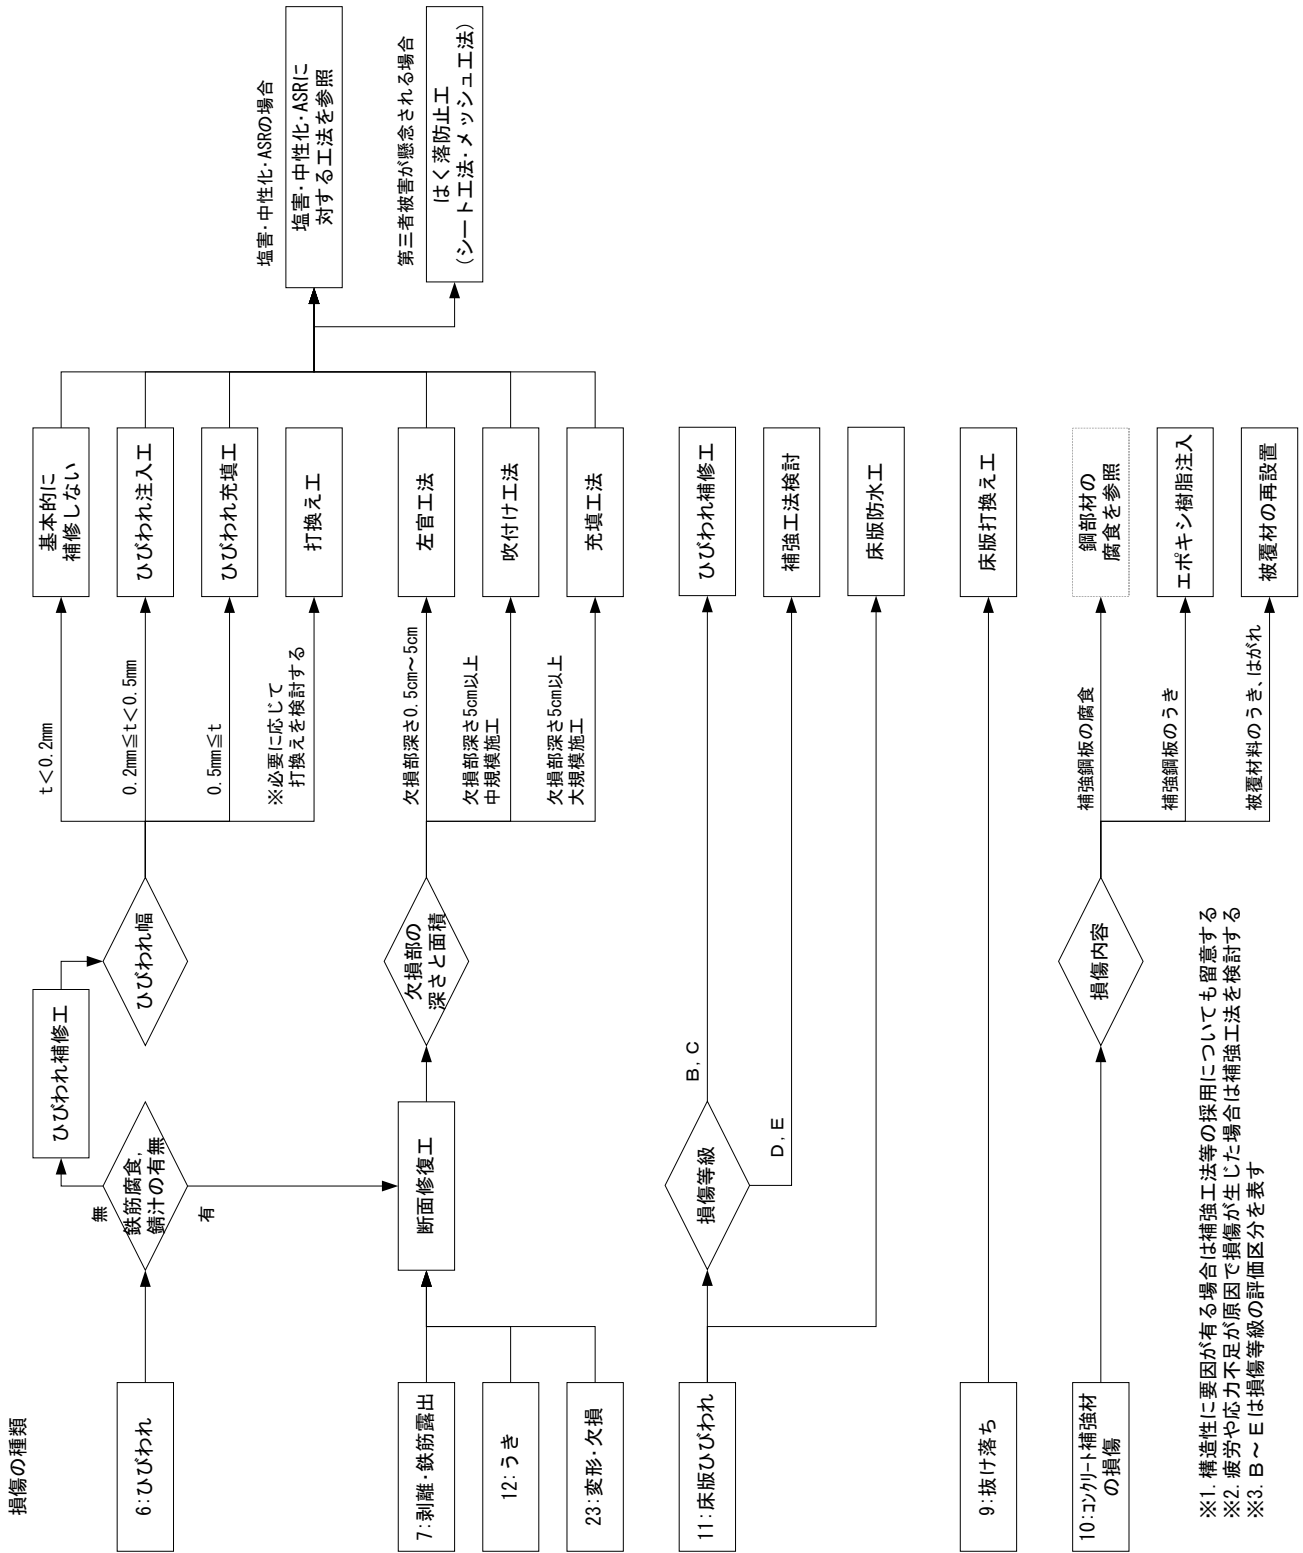 損傷の種類
6:ひびわれ
鉄筋腐食,
錆汁の有無
無
有
ひびわれ補修工
ひびわれ幅
t＜0.2mm
0.2mm≦t＜0.5mm
0.5mm≦t
※必要に応じて
打換えを検討する
基本的に
補修しない
ひびわれ注入工
ひびわれ充填工
打換え工
塩害・中性化・ASRの場合
塩害・中性化・ASRに
対する工法を参照
第三者被害が懸念される場合
はく落防止工
(シート工法・メッシュ工法)
7:剥離・鉄筋露出
12:うき
23:変形・欠損
断面修復工
欠損部の
深さと面積
欠損部深さ0.5cm～5cm
欠損部深さ5cm以上
中規模施工
欠損部深さ5cm以上
大規模施工
左官工法
吹付け工法
充填工法
11:床版ひびわれ
損傷等級
B, C
D, E
ひびわれ補修工
補強工法検討
床版防水工
9:抜け落ち
床版打換え工
10:コンクリート補強材
の損傷
損傷内容
補強鋼板の腐食
補強鋼板のうき
被覆材料のうき、はがれ
鋼部材の
腐食を参照
エポキシ樹脂注入
被覆材の再設置
※1. 構造性に要因が有る場合は補強工法等の採用についても留意する
※2. 疲労や応力不足が原因で損傷が生じた場合は補強工法を検討する
※3. B～Eは損傷等級の評価区分を表す